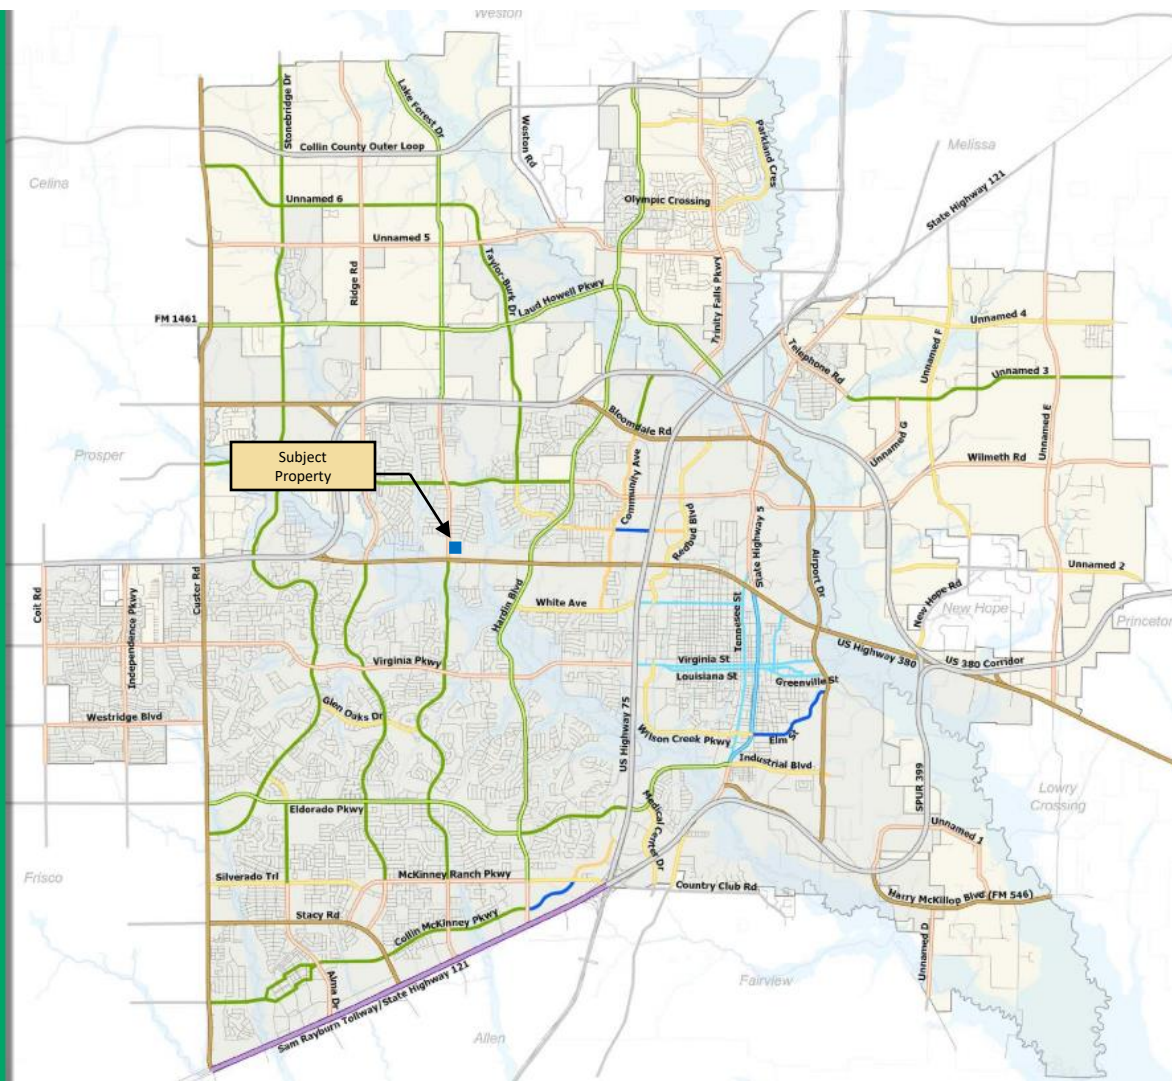 Weston
Stonebridge Dr
Lake Forest Dr
Weston Rd
Parkland Cres
Collin County Outer Loop
Melissa
Celina
State Highway 121
Unnamed 6
Olympic Crossing
Unnamed 5
Ridge Rd
Taylor-Burk Dr
Trinity Falls Pkwy
Laud Howell Pkwy
FM 1461
Unnamed 4
Unnamed F
Telephone Rd
Unnamed 3
Bloomdale Rd
Unnamed G
Unnamed E
Prosper
Subject
Property
Wilmeth Rd
Community Ave
Redbud Blvd
State Highway 5
Airport Dr
Unnamed 2
Coit Rd
Independence Pkwy
Custer Rd
Hardin Blvd
White Ave
Tennesee St
New Hope Rd
New Hope
Princeton
Virginia Pkwy
Virginia St
Louisiana St
US Highway 380
US 380 Corridor
Greenville St
Westridge Blvd
Glen Oaks Dr
US Highway 75
Wilson Creek Pkwy
Elm St
Industrial Blvd
SPUR 399
Lowry
Crossing
Eldorado Pkwy
Medical Center Dr
Unnamed 1
Frisco
Silverado Trl
McKinney Ranch Pkwy
Country Club Rd
Harry McKillop Blvd (FM 546)
Stacy Rd
Collin McKinney Pkwy
Unnamed D
Alma Dr
Sam Rayburn Tollway/State Highway 121
Fairview
Allen